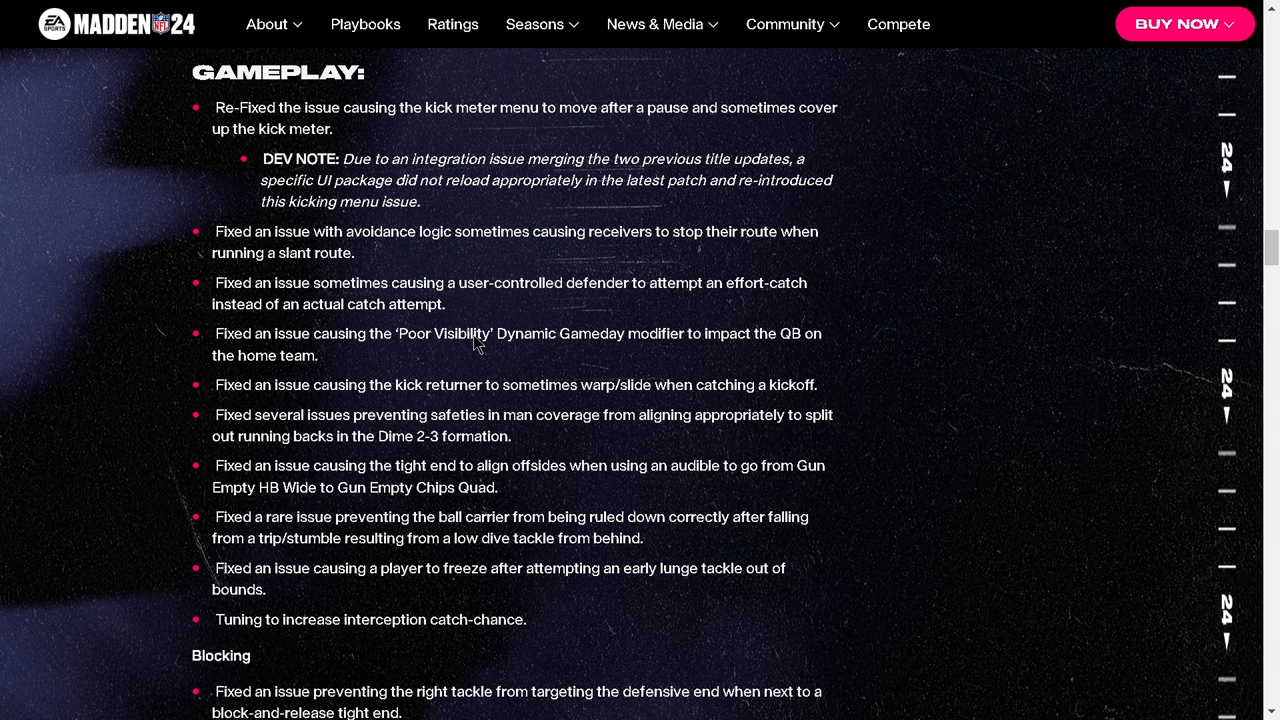 EA SPORTS MADDEN NFL 24 About Playbooks Ratings Seasons News & Media Community Compete BUY NOW
GAMEPLAY:
Re-Fixed the issue causing the kick meter menu to move after a pause and sometimes cover
up the kick meter.
DEV NOTE: Due to an integration issue merging the two previous title updates, a
specific UI package did not reload appropriately in the latest patch and re-introduced
this kicking menu issue.
Fixed an issue with avoidance logic sometimes causing receivers to stop their route when
running a slant route.
Fixed an issue sometimes causing a user-controlled defender to attempt an effort-catch
instead of an actual catch attempt.
Fixed an issue causing the ‘Poor Visibility’ Dynamic Gameday modifier to impact the QB on
the home team.
Fixed an issue causing the kick returner to sometimes warp/slide when catching a kickoff.
Fixed several issues preventing safeties in man coverage from aligning appropriately to split
out running backs in the Dime 2-3 formation.
Fixed an issue causing the tight end to align offsides when using an audible to go from Gun
Empty HB Wide to Gun Empty Chips Quad.
Fixed a rare issue preventing the ball carrier from being ruled down correctly after falling
from a trip/stumble resulting from a low dive tackle from behind.
Fixed an issue causing a player to freeze after attempting an early lunge tackle out of
bounds.
Tuning to increase interception catch-chance.
Blocking
Fixed an issue preventing the right tackle from targeting the defensive end when next to a
block-and-release tight end.
24
24
24